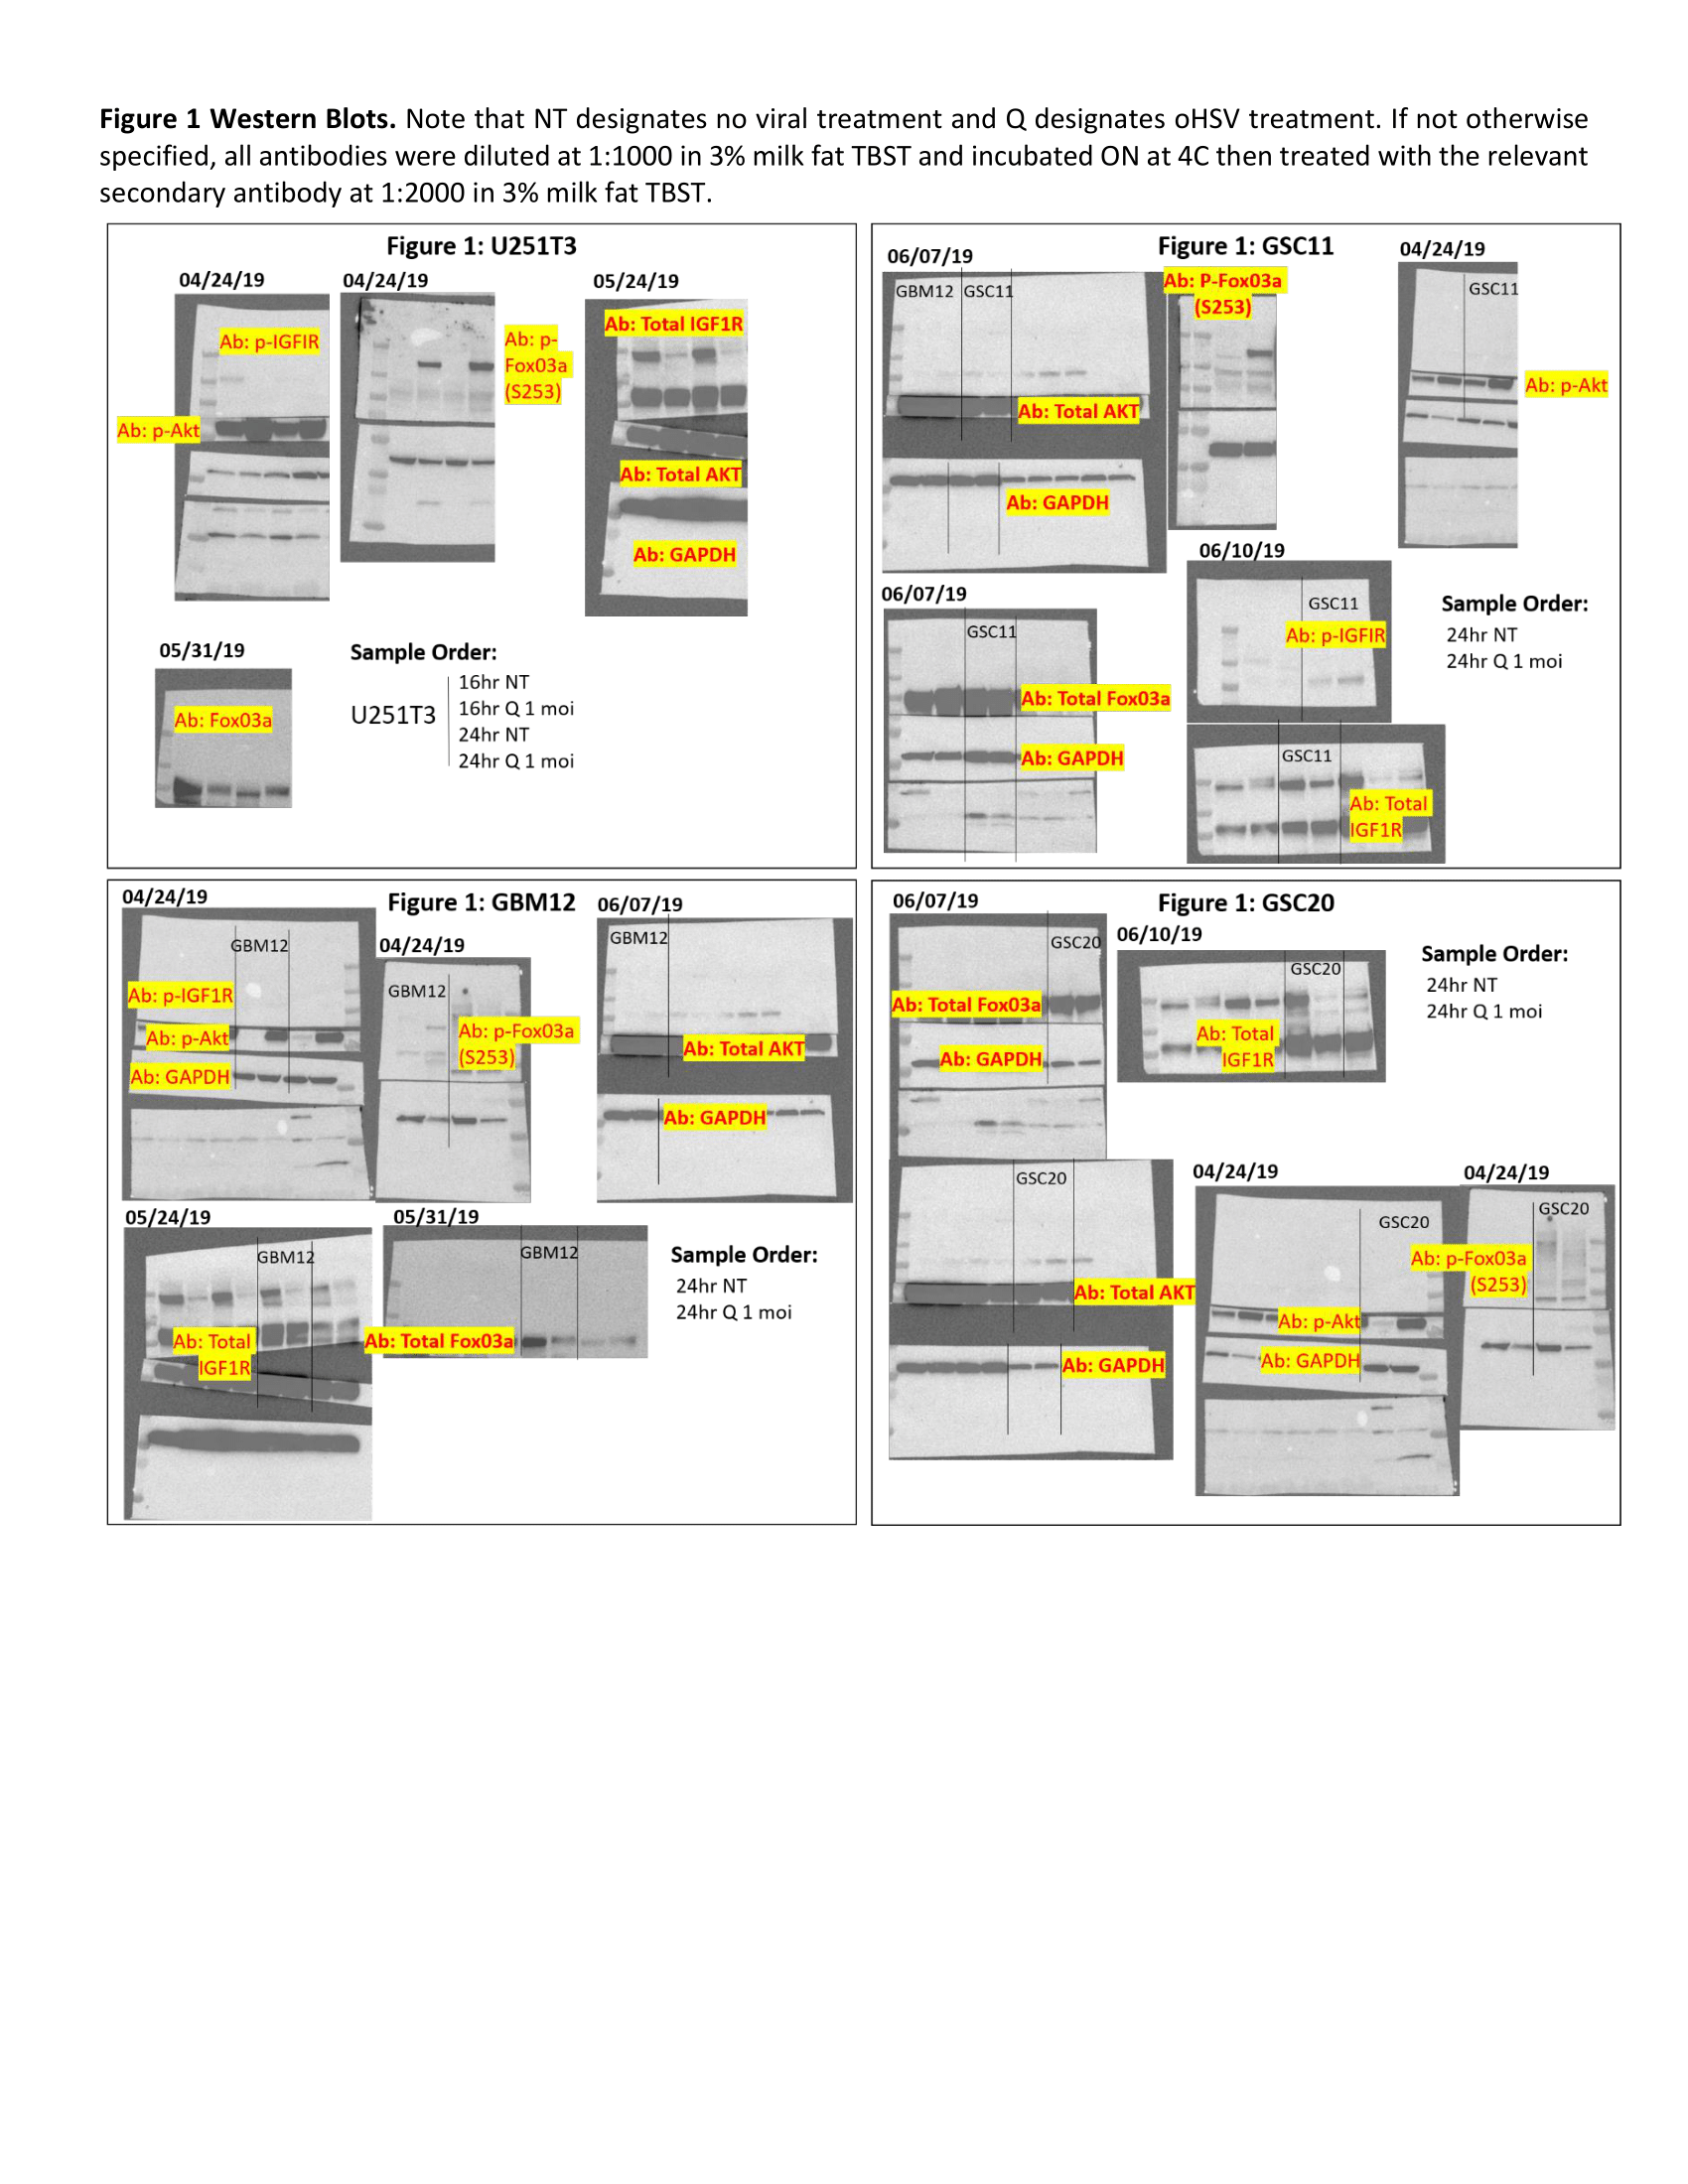 Figure 1 Western Blots. Note that NT designates no viral treatment and Q designates oHSV treatment. If not otherwise
specified, all antibodies were diluted at 1:1000 in 3% milk fat TBST and incubated ON at 4C then treated with the relevant
secondary antibody at 1:2000 in 3% milk fat TBST.
Figure 1: U251T3
04/24/19
04/24/19
05/24/19
Ab: p-IGFIR
Ab: p-Akt
Ab: p-
Fox03a
(S253)
Ab: Total IGF1R
Ab: Total AKT
Ab: GAPDH
05/31/19
Ab: Fox03a
Sample Order:
U251T3
16hr NT
16hr Q 1 moi
24hr NT
24hr Q 1 moi
Figure 1: GSC11
06/07/19
GBM12 GSC11
Ab: Total AKT
Ab: GAPDH
Ab: P-Fox03a
(S253)
04/24/19
GSC11
Ab: p-Akt
06/10/19
GSC11
Ab: p-IGFIR
Sample Order:
24hr NT
24hr Q 1 moi
06/07/19
GSC11
Ab: Total Fox03a
Ab: GAPDH
GSC11
Ab: Total
IGF1R
Figure 1: GBM12
04/24/19
GBM12
Ab: p-IGF1R
Ab: p-Akt
Ab: GAPDH
04/24/19
GBM12
Ab: p-Fox03a
(S253)
06/07/19
GBM12
Ab: Total AKT
Ab: GAPDH
05/24/19
GBM12
Ab: Total
IGF1R
05/31/19
GBM12
Ab: Total Fox03a
Sample Order:
24hr NT
24hr Q 1 moi
Figure 1: GSC20
06/07/19
GSC20
Ab: Total Fox03a
Ab: GAPDH
06/10/19
GSC20
Ab: Total
IGF1R
Sample Order:
24hr NT
24hr Q 1 moi
GSC20
Ab: Total AKT
Ab: GAPDH
04/24/19
GSC20
Ab: p-Akt
Ab: GAPDH
04/24/19
GSC20
Ab: p-Fox03a
(S253)